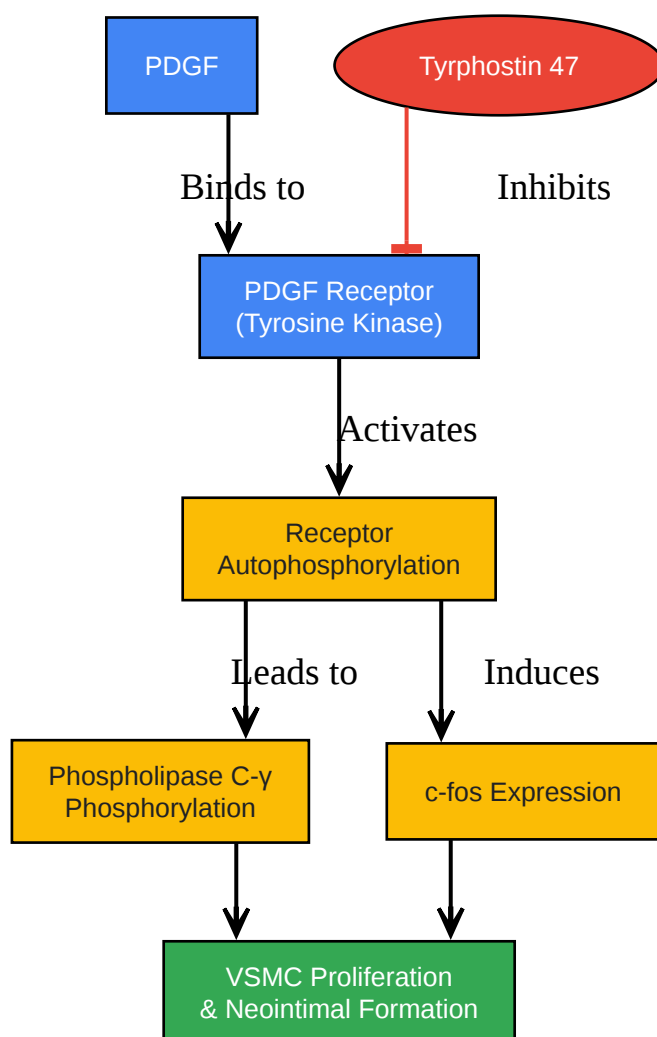 PDGF
Tyrphostin 47
Binds to
Inhibits
PDGF Receptor
(Tyrosine Kinase)
Activates
Receptor
Autophosphorylation
Leads to
Induces
Phospholipase C-γ
Phosphorylation
c-fos Expression
VSMC Proliferation
& Neointimal Formation